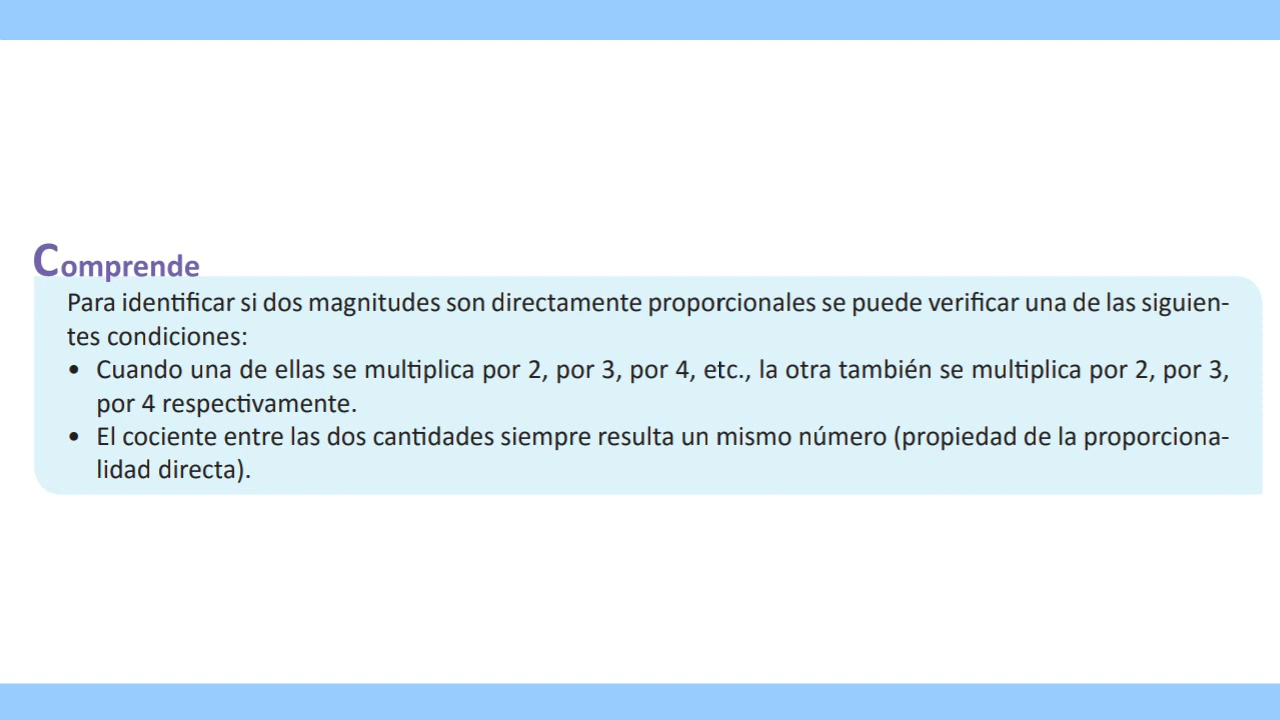 Comprende
Para identificar si dos magnitudes son directamente proporcionales se puede verificar una de las siguien-
tes condiciones:
• Cuando una de ellas se multiplica por 2, por 3, por 4, etc., la otra también se multiplica por 2, por 3,
por 4 respectivamente.
• El cociente entre las dos cantidades siempre resulta un mismo número (propiedad de la proporciona-
lidad directa).